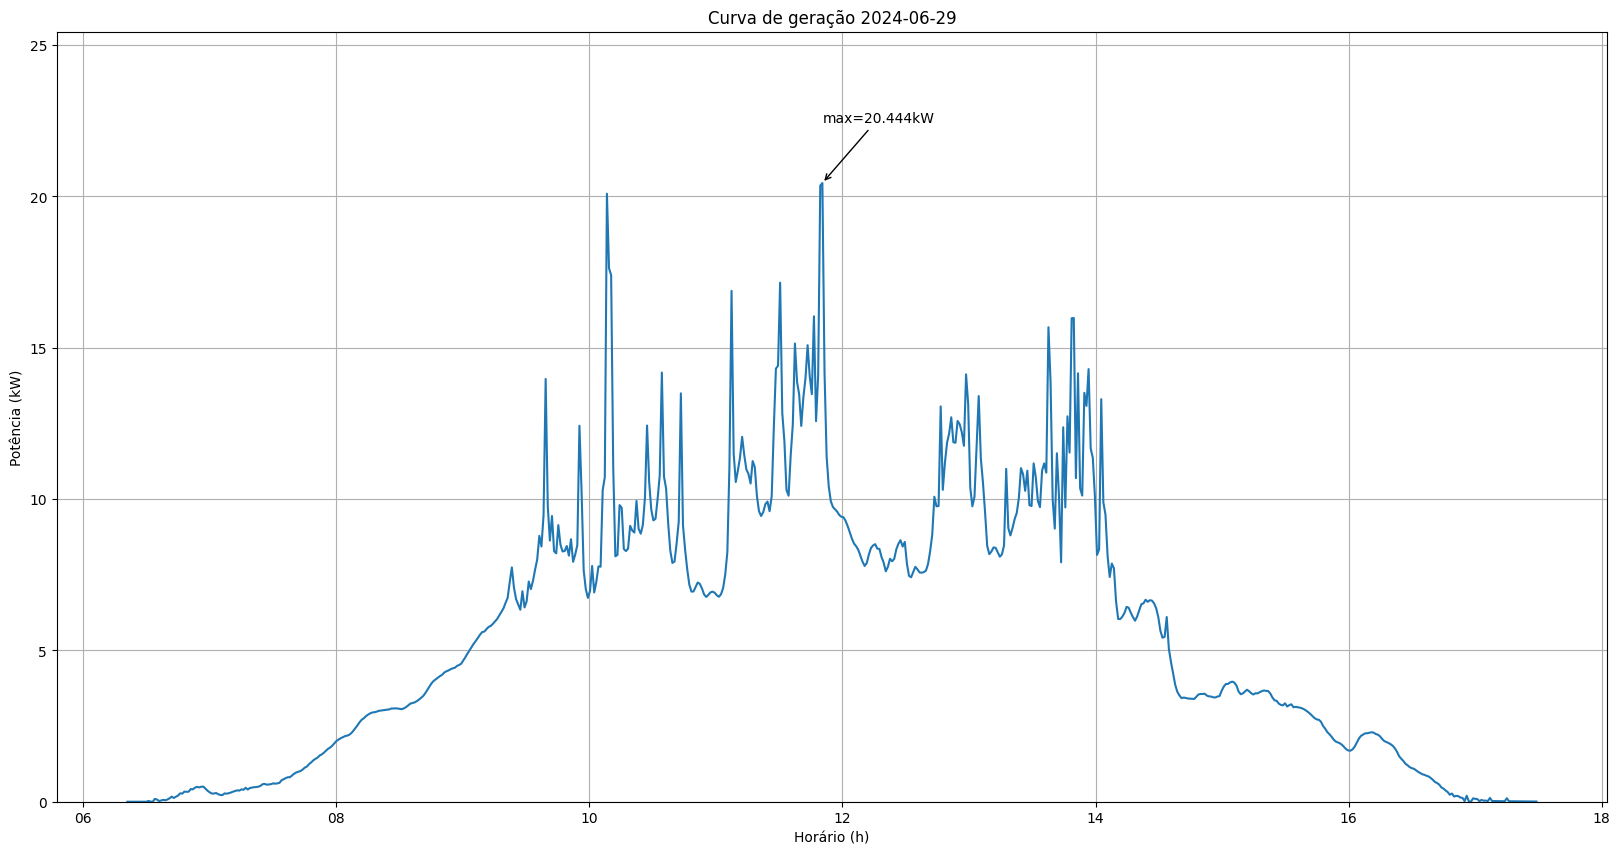 Curva de geração 2024-06-29
25
max=20.444kW
20
15
Potência (kW)
10
5
0
06 08 10 12 14 16 18
Horário (h)